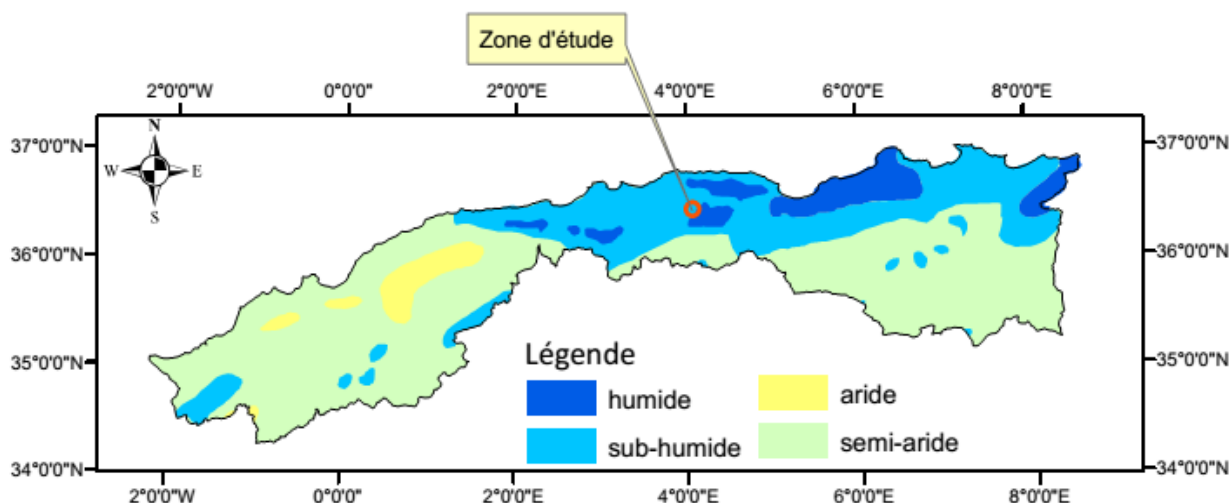 Zone d'étude
2°0'0"W 0°0'0" 2°0'0"E 4°0'0"E 6°0'0"E 8°0'0"E
37°0'0"N 37°0'0"N
N
W E
S
36°0'0"N 36°0'0"N
35°0'0"N 35°0'0"N
Légende
humide aride
sub-humide semi-aride
34°0'0"N 34°0'0"N
2°0'0"W 0°0'0" 2°0'0"E 4°0'0"E 6°0'0"E 8°0'0"E